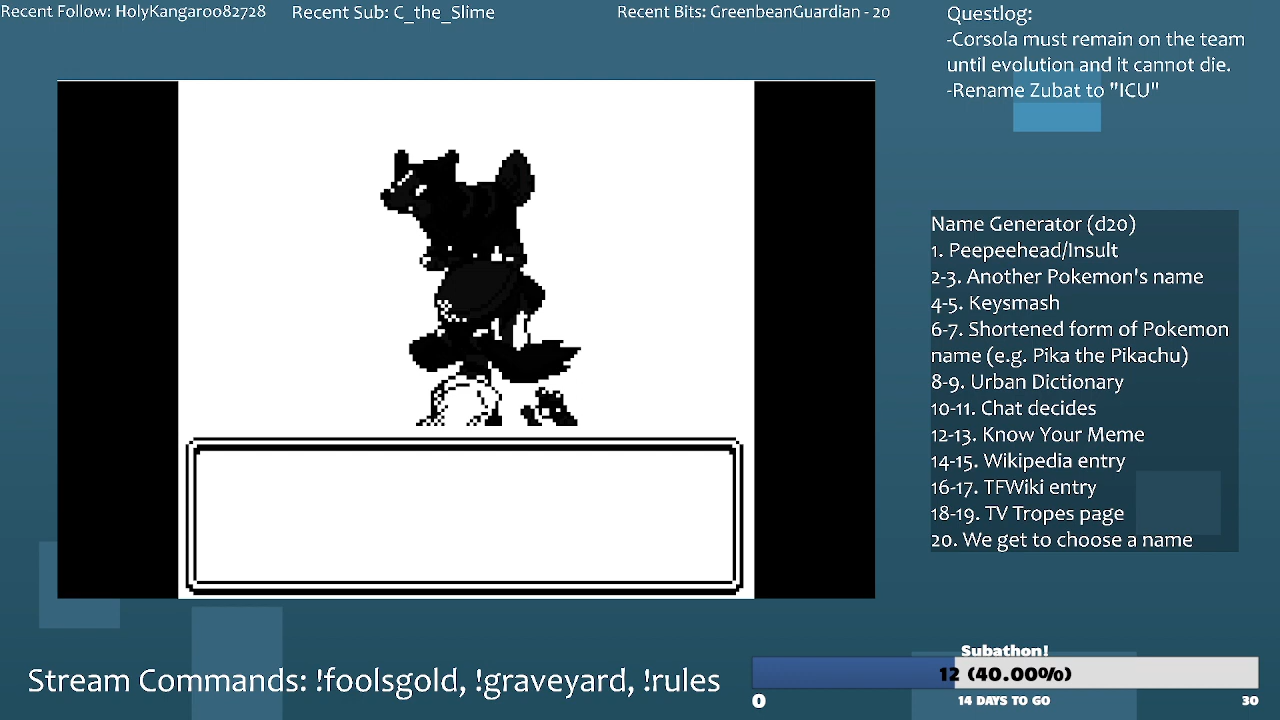 Recent Follow: HolyKangaroo82728
Recent Sub: C_the_Slime
Recent Bits: GreenbeanGuardian - 20
Questlog:
-Corsola must remain on the team
until evolution and it cannot die.
-Rename Zubat to "ICU"
Name Generator (d20)
1. Peepeehead/Insult
2-3. Another Pokemon's name
4-5. Keysmash
6-7. Shortened form of Pokemon
name (e.g. Pika the Pikachu)
8-9. Urban Dictionary
10-11. Chat decides
12-13. Know Your Meme
14-15. Wikipedia entry
16-17. TFWiki entry
18-19. TV Tropes page
20. We get to choose a name
Stream Commands: !foolsgold, !graveyard, !rules
Subathon!
12 (40.00%)
0
14 DAYS TO GO
30